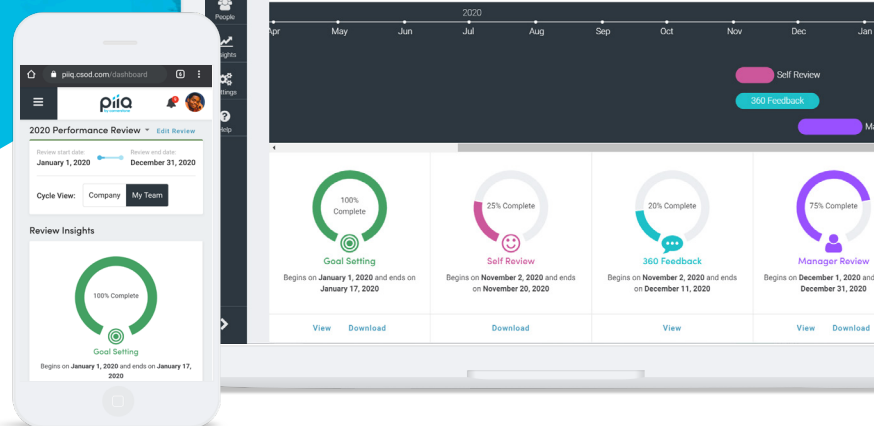 piiq.csod.com/dashboard
6
piiQ
by cornerstone
2020 Performance Review Edit Review
Review start date: Review end date:
January 1, 2020 December 31, 2020
Cycle View: Company My Team
Review Insights
100% Complete
Goal Setting
Begins on January 1, 2020 and ends on January 17,
2020
People
2020
Apr May Jun Jul Aug Sep Oct Nov Dec Jan
Self Review
360 Feedback
100%
Complete
Goal Setting
Begins on January 1, 2020 and ends on
January 17, 2020
View Download
25% Complete
Self Review
Begins on November 2, 2020 and ends
on November 20, 2020
Download
20% Complete
360 Feedback
Begins on November 2, 2020 and ends
on December 11, 2020
View
75% Complete
Manager Review
Begins on December 1, 2020 and
December 31, 2020
View Download